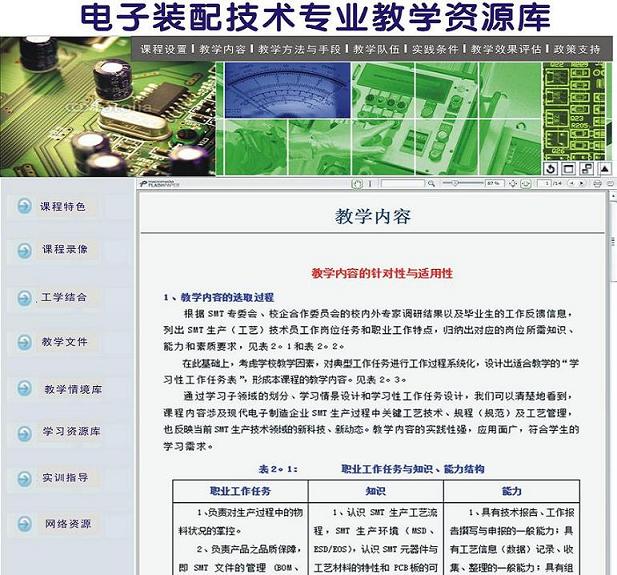 电子装配技术专业教学资源库
课程设置 | 教学内容 | 教学方法与手段 | 教学队伍 | 实践条件 | 教学效果评估 | 政策支持
课程特色
课程录像
工学结合
教学文件
教学情境库
学习资源库
实训指导
网络资源
FLASHPAPER
87 %
1 /14
教学内容
教学内容的针对性与适用性
1、教学内容的选取过程
根据 SMT 专委会、校企合作委员会的校内外专家调研结果以及毕业生的工作反馈信息，
列出 SMT 生产（工艺）技术员工作岗位任务和职业工作特点，归纳出对应的岗位所需知识、
能力和素质要求，见表2。1和表2。2。
在此基础上，考虑学校教学因素，对典型工作任务进行工作过程系统化，设计出适合教学的“学
习性工作任务表”，形成本课程的教学内容。见表 2。3。
通过学习子领域的划分、学习情景设计和学习性工作任务设计，我们可以清楚地看到，
课程内容涉及现代电子制造企业 SMT 生产过程中关键工艺技术、规程（规范）及工艺管理，
也反映当前 SMT 生产技术领域的新科技、新动态。教学内容的实践性强，应用面广，符合学生的
学习需求。
表2。1： 职业工作任务与知识、能力结构
职业工作任务 知识 能力
1、负责对生产过程中的物
料状况的掌控。
2、负责产品之品质保障，
即 SMT 文件的管理（BOM、
1、认识 SMT 生产工艺流
程，SMT 生产环境（MSD、
ESD/EOS），认识 SMT 元器件与
工艺材料的特性和 PCB 板的可
1、具有技术报告、工作报
告撰写与申报的一般能力；具
有工艺信息（数据）记录、收
集、整理的一般能力；具有组